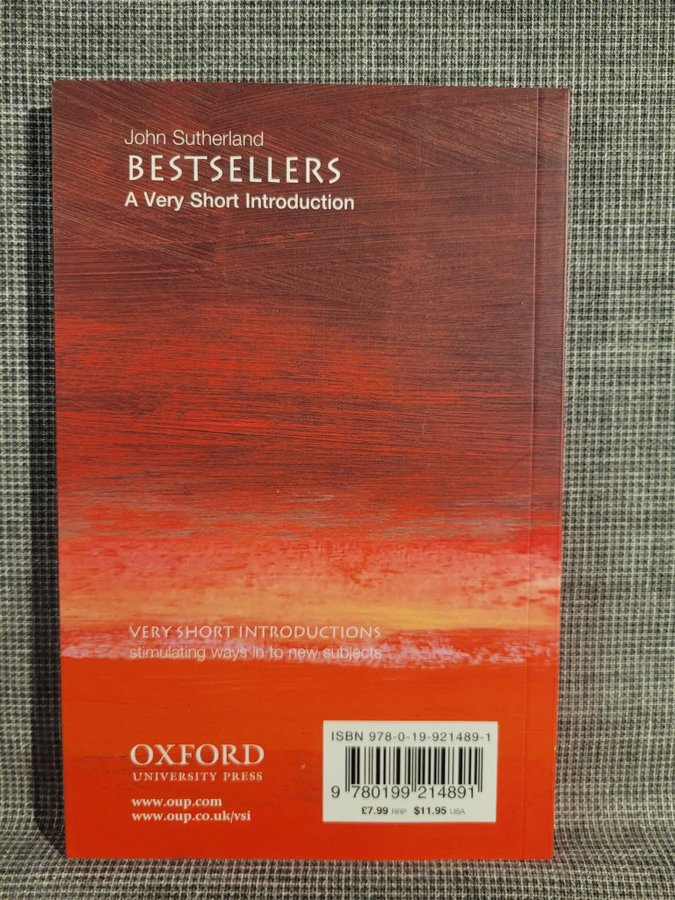 John Sutherland
BESTSELLERS
A Very Short Introduction
VERY SHORT INTRODUCTIONS
stimulating ways in to new subjects
OXFORD
UNIVERSITY PRESS
www.oup.com
www.oup.co.uk/vsi
ISBN 978-0-19-921489-1
9 780199 214891
£7.99 RRP $11.95 USA